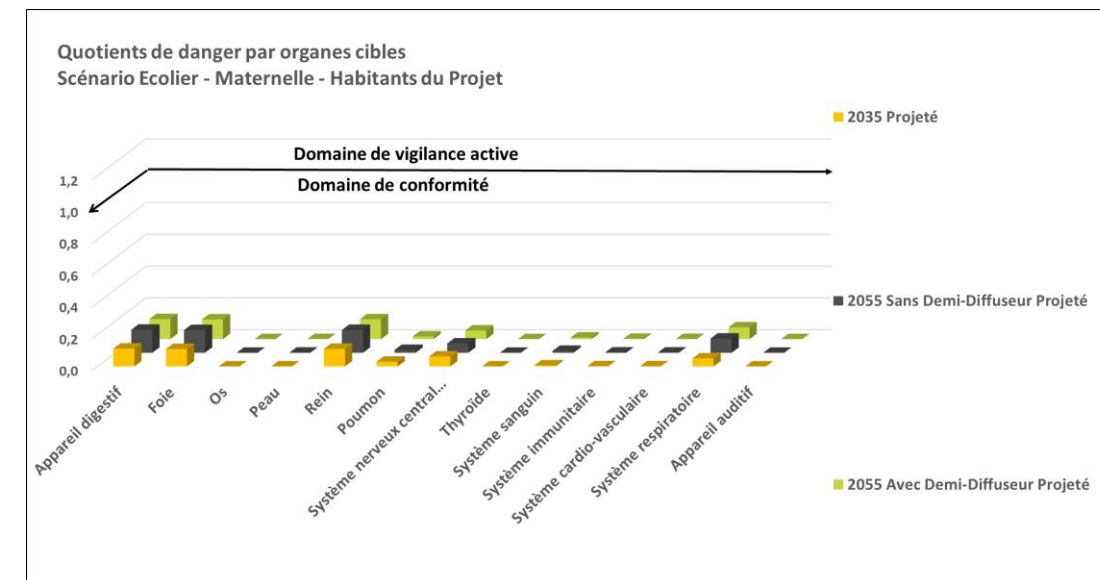 Quotients de danger par organes cibles
Scénario Ecolier - Maternelle - Habitants du Projet
2035 Projeté
Domaine de vigilance active
Domaine de conformité
1,2
1,0
0,8
0,6
0,4
0,2
0,0
2055 Sans Demi-Diffuseur Projeté
2055 Avec Demi-Diffuseur Projeté
Appareil digestif
Foie
Os
Peau
Rein
Poumon
Système nerveux central...
Thyroïde
Système sanguin
Système immunitaire
Système cardio-vasculaire
Système respiratoire
Appareil auditif